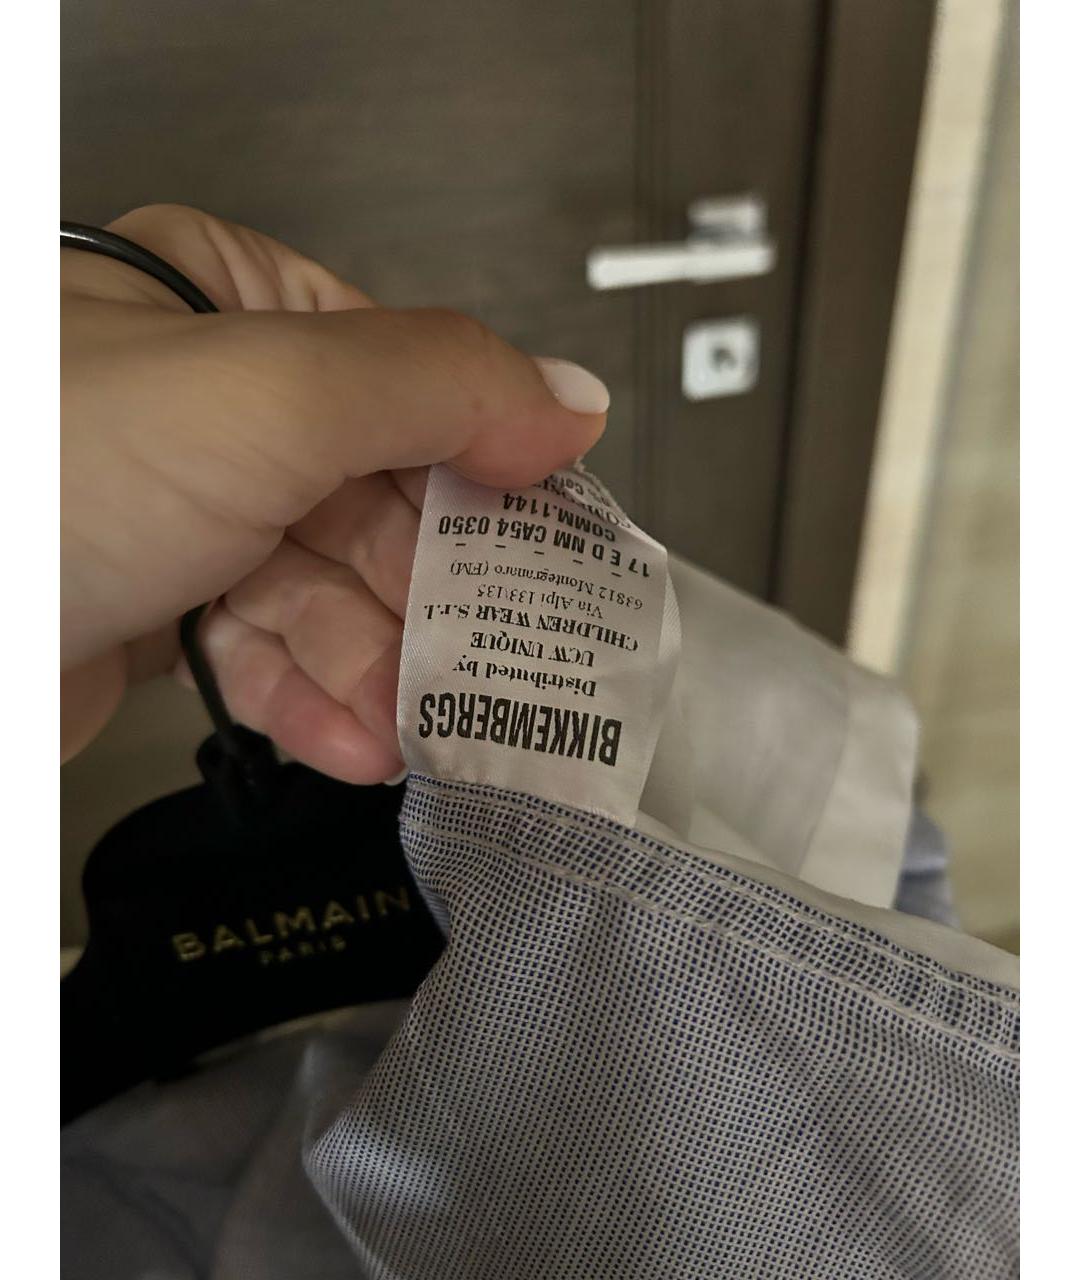 BIKKEMBERGS
Distributed by
UCW UNIQUE
CHILDREN WEAR S.r.l.
Via Alpi 133\135
63812 Montegranaro (FM)
17 E D NM CA54 0350
COMM.1144
BALMAIN
PARIS